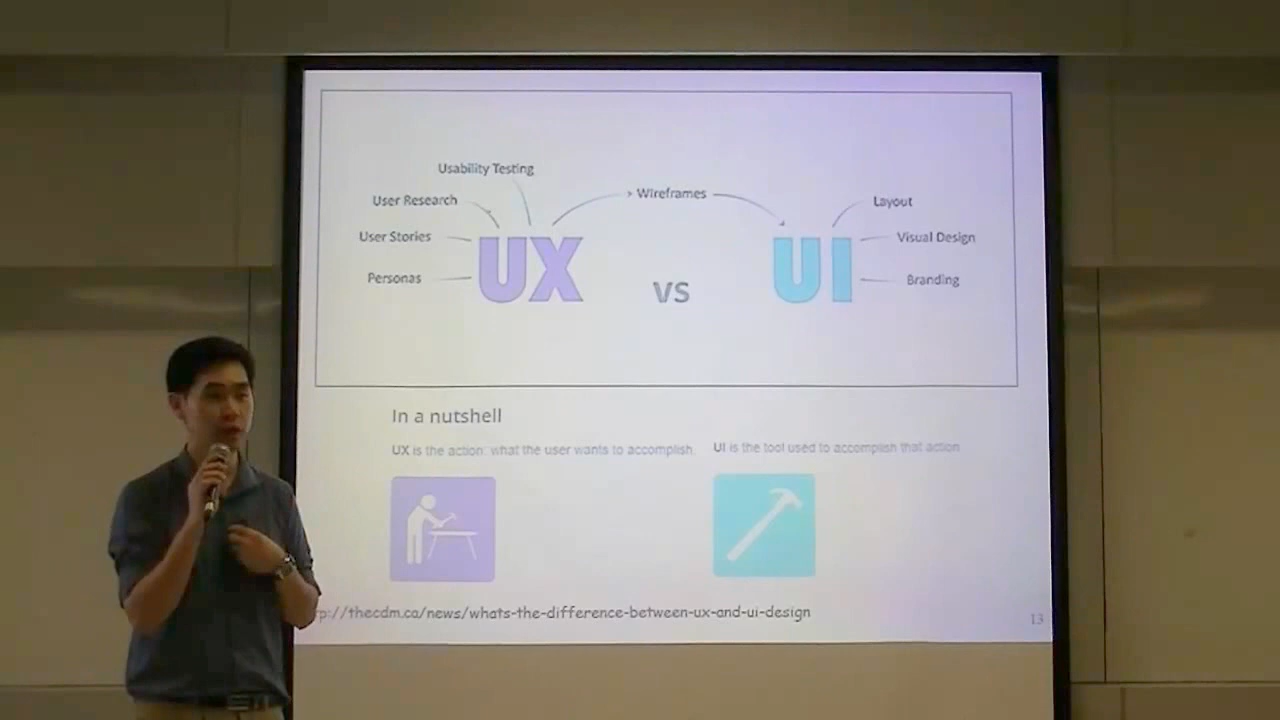 Usability Testing
User Research
Wireframes
Layout
User Stories
Visual Design
Personas
Branding
UX
vs
UI
In a nutshell
UX is the action: what the user wants to accomplish.
UI is the tool used to accomplish that action
p://thecdm.ca/news/whats-the-difference-between-ux-and-ui-design
13